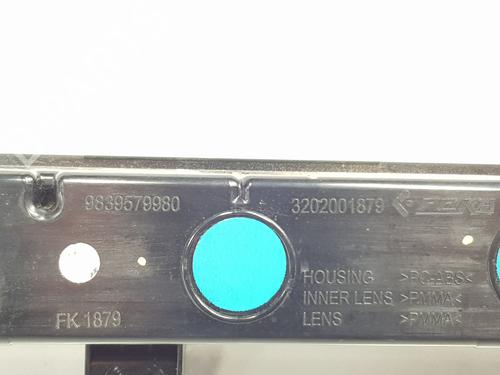 9839579980
3202001879
HOUSING >PC-ABS<
INNER LENS >PMMA<
LENS >PMMA<
FK 1879